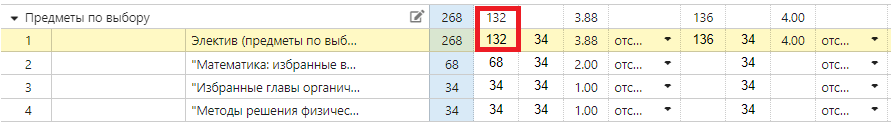 Предметы по выбору 268 132 3.88 136 4.00
1 Электив (предметы по выб... 268 132 34 3.88 отс... 136 34 4.00 отс...
2 "Математика: избранные в... 68 68 34 2.00 отс... 34 отс...
3 "Избранные главы органич... 34 34 34 1.00 отс... 34 отс...
4 "Методы решения физичес... 34 34 34 1.00 отс... 34 отс...